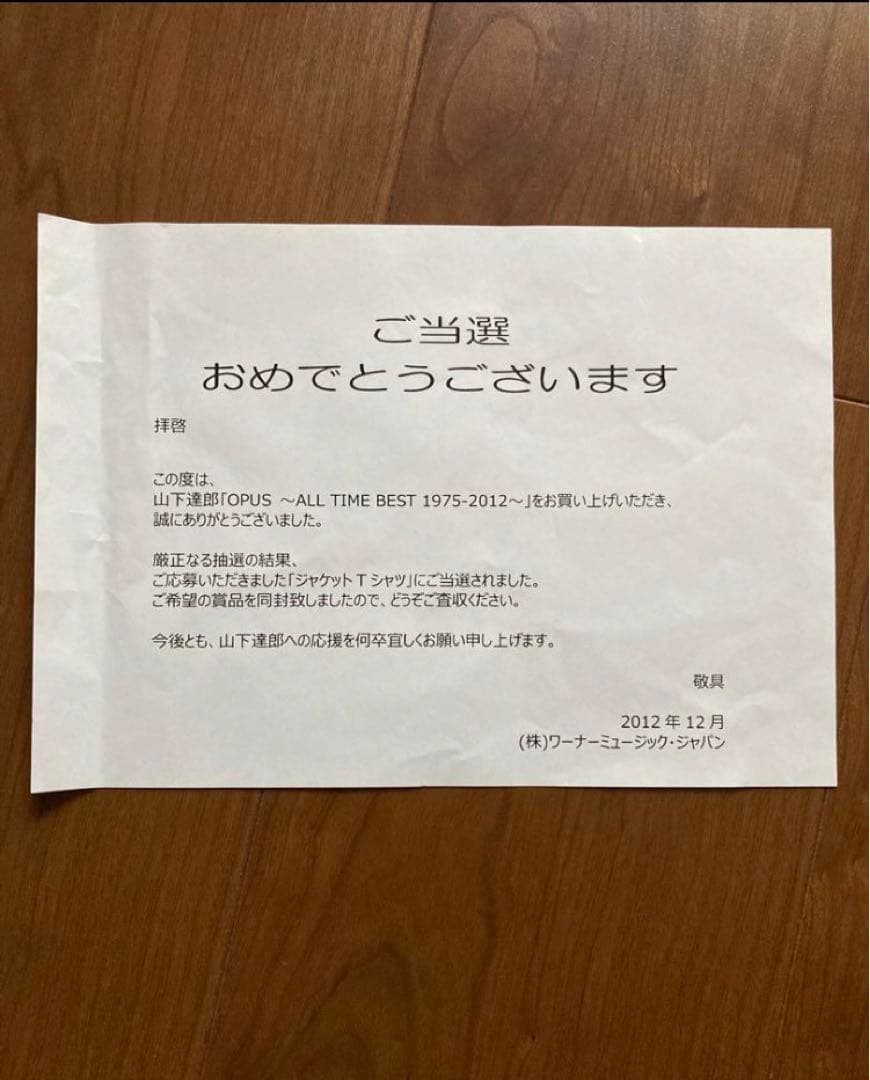 ご当選
おめでとうございます
拝啓
この度は、
山下達郎「OPUS ～ALL TIME BEST 1975-2012～」をお買い上げいただき、
誠にありがとうございました。
厳正なる抽選の結果、
ご応募いただきました「ジャケットTシャツ」にご当選されました。
ご希望の賞品を同封致しましたので、どうぞご査収ください。
今後とも、山下達郎への応援を何卒宜しくお願い申し上げます。
敬具
2012年12月
(株)ワーナーミュージック・ジャパン